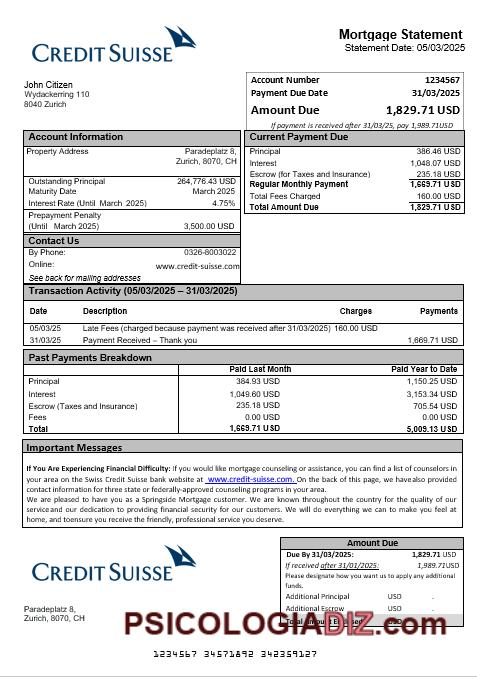 CREDIT SUISSE
Mortgage Statement
Statement Date: 05/03/2025
John Citizen
Wydackerring 110
8040 Zurich
Account Number 1234567
Payment Due Date 31/03/2025
Amount Due 1,829.71 USD
If payment is received after 31/03/25, pay 1,989.71USD
Account Information
Property Address Paradeplatz 8,
Zurich, 8070, CH
Outstanding Principal 264,776.43 USD
Maturity Date March 2025
Interest Rate (Until March 2025) 4.75%
Prepayment Penalty
(Until March 2025) 3,500.00 USD
Contact Us
By Phone: 0326-8003022
Online: www.credit-suisse.com
See back for mailing addresses
Current Payment Due
Principal 386.46 USD
Interest 1,048.07 USD
Escrow (for Taxes and Insurance) 235.18 USD
Regular Monthly Payment 1,669.71 USD
Total Fees Charged 160.00 USD
Total Amount Due 1,829.71 USD
Transaction Activity (05/03/2025 – 31/03/2025)
Date Description Charges Payments
05/03/25 Late Fees (charged because payment was received after 31/03/2025) 160.00 USD
31/03/25 Payment Received – Thank you 1,669.71 USD
Past Payments Breakdown
Paid Last Month Paid Year to Date
Principal 384.93 USD 1,150.25 USD
Interest 1,049.60 USD 3,153.34 USD
Escrow (Taxes and Insurance) 235.18 USD 705.54 USD
Fees 0.00 USD 0.00 USD
Total 1,669.71 USD 5,009.13 USD
Important Messages
If You Are Experiencing Financial Difficulty: If you would like mortgage counseling or assistance, you can find a list of counselors in
your area on the Swiss Credit Suisse bank website at www.credit-suisse.com. On the back of this page, we have also provided
contact information for three state or federally-approved counseling programs in your area.
We are pleased to have you as a Springside Mortgage customer. We are known throughout the country for the quality of our
service and our dedication to providing financial security for our customers. We will do everything we can to make you feel at
home, and toensure you receive the friendly, professional service you deserve.
CREDIT SUISSE
Paradeplatz 8,
Zurich, 8070, CH
Amount Due
Due By 31/03/2025: 1,829.71 USD
If received after 31/01/2025: 1,989.71USD
Please designate how you want us to apply any additional
funds.
Additional Principal USD .
Additional Escrow USD .
PSICOLOGIADIZ.com
1234567 34571892 342359127